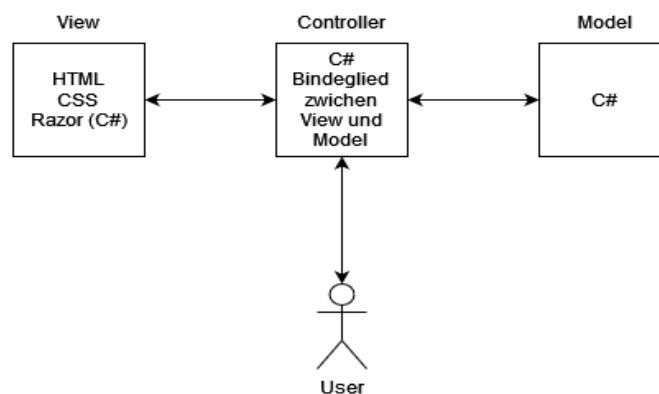 View
Controller
Model
HTML
CSS
Razor (C#)
C#
Bindeglied
zwichen
View und
Model
C#
User